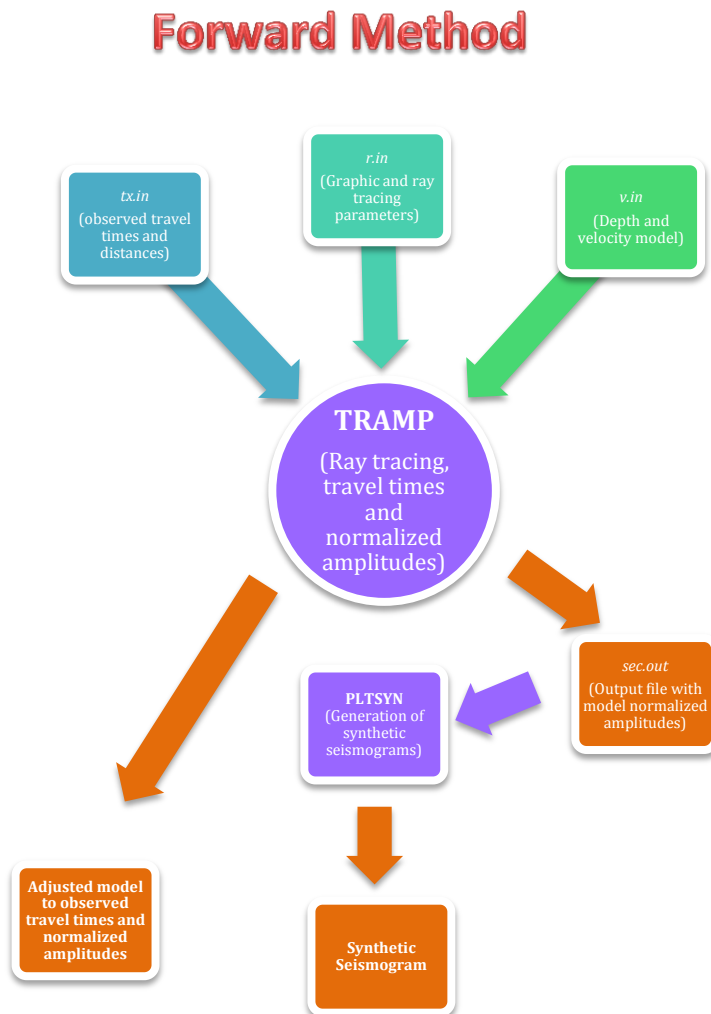 Forward Method
tx.in
(observed travel
times and
distances)
r.in
(Graphic and ray
tracing
parameters)
v.in
(Depth and
velocity model)
TRAMP
(Ray tracing,
travel times
and
normalized
amplitudes)
sec.out
(Output file with
model normalized
amplitudes)
PLTSYN
(Generation of
synthetic
seismograms)
Adjusted model
to observed
travel times and
normalized
amplitudes
Synthetic
Seismogram